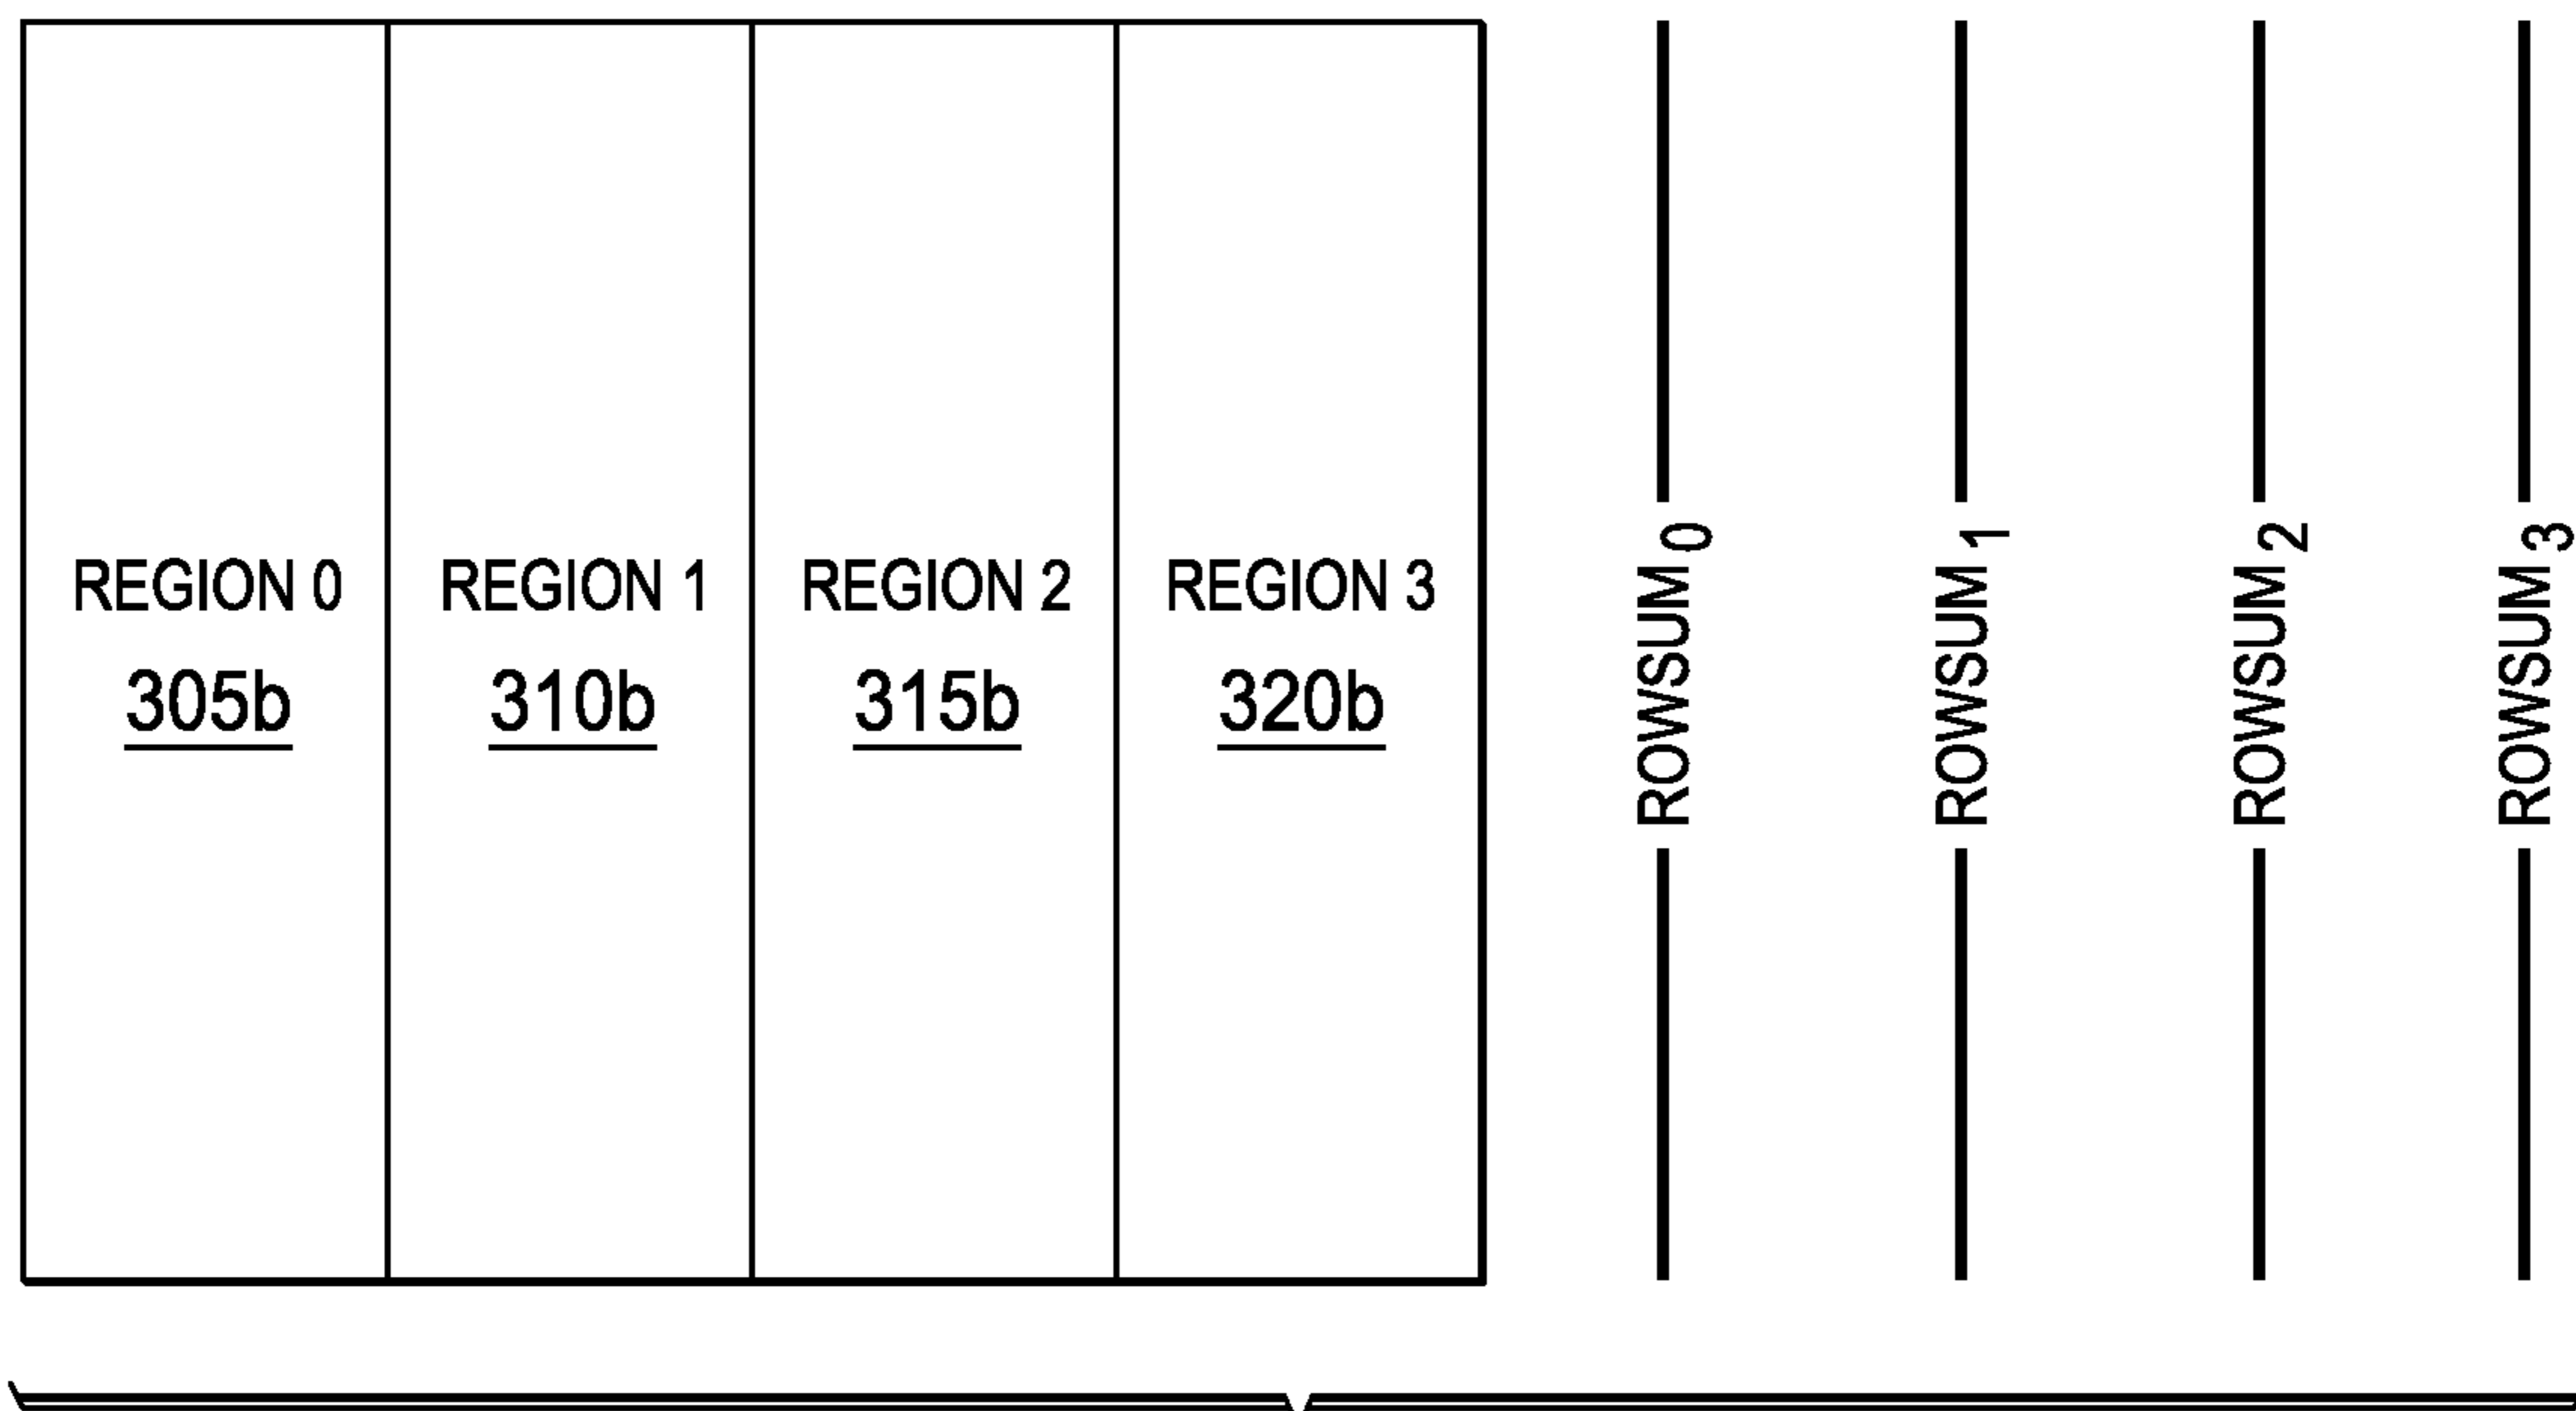 REGION 0
305b
REGION 1
310b
REGION 2
315b
REGION 3
320b
ROWSUM0
ROWSUM1
ROWSUM2
ROWSUM3